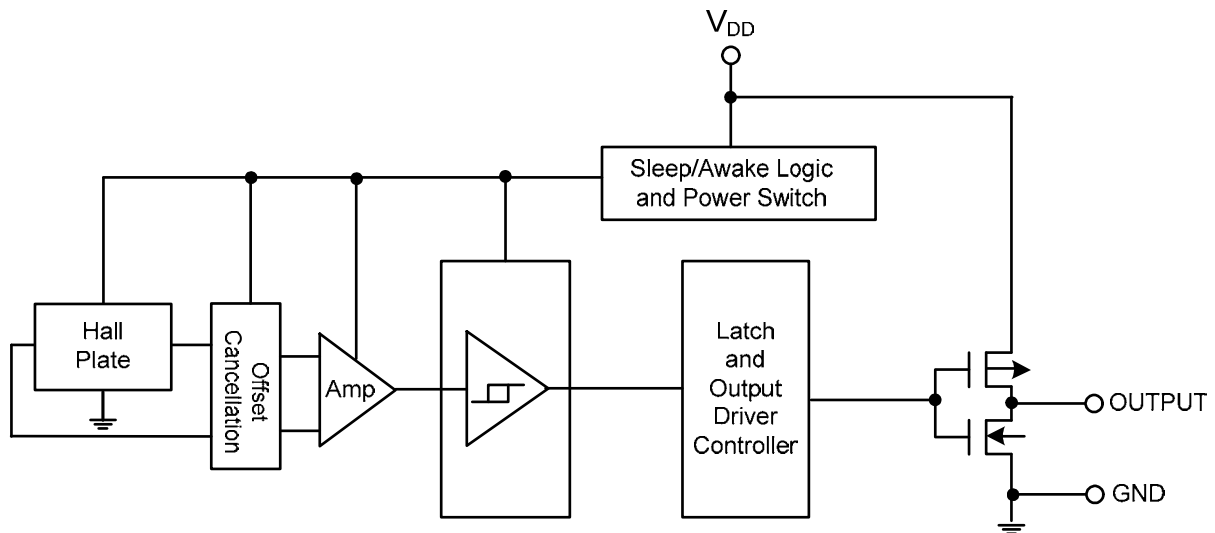 VDD
Sleep/Awake Logic
and Power Switch
Hall
Plate
Offset
Cancellation
Amp
Latch
and
Output
Driver
Controller
OUTPUT
GND